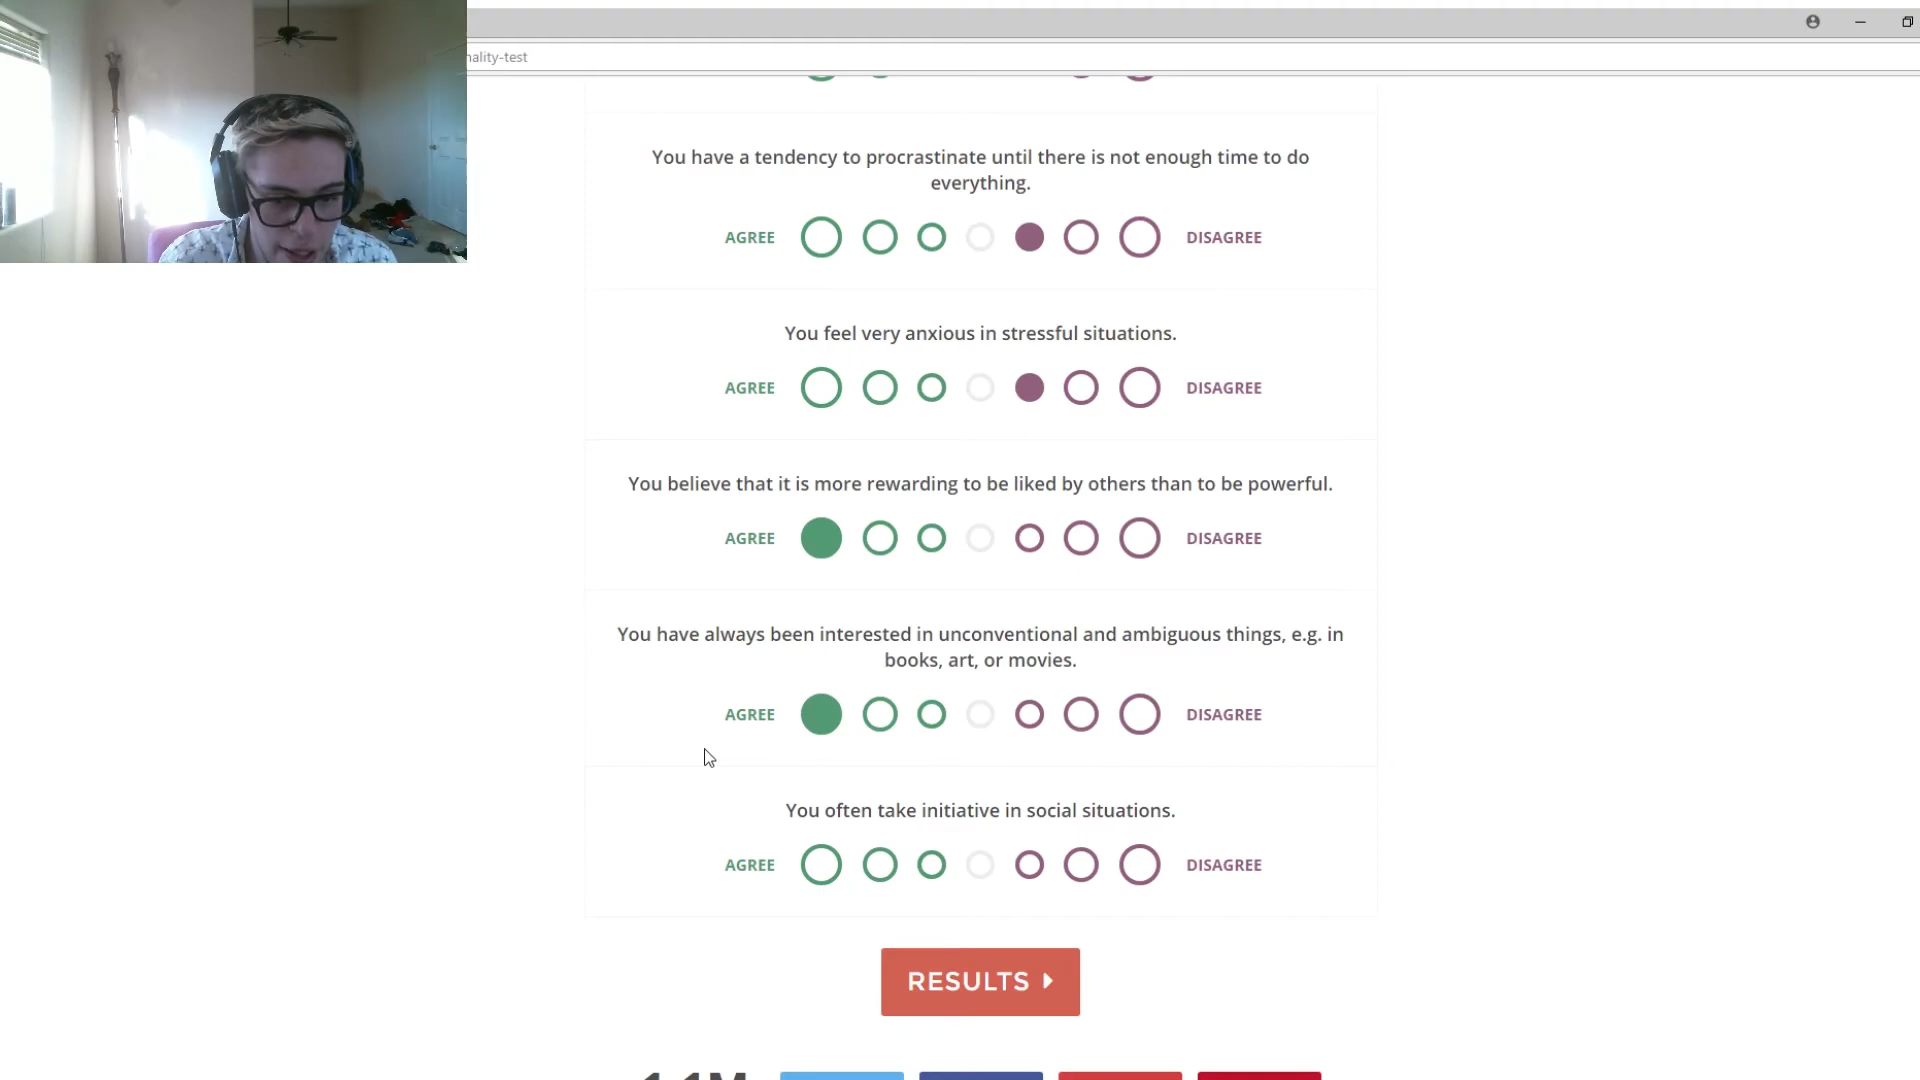 nality-test
You have a tendency to procrastinate until there is not enough time to do
everything.
AGREE DISAGREE
You feel very anxious in stressful situations.
AGREE DISAGREE
You believe that it is more rewarding to be liked by others than to be powerful.
AGREE DISAGREE
You have always been interested in unconventional and ambiguous things, e.g. in
books, art, or movies.
AGREE DISAGREE
You often take initiative in social situations.
AGREE DISAGREE
RESULTS
1.1M